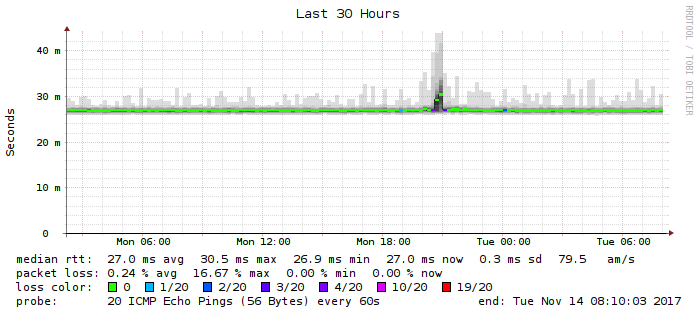 Last 30 Hours
RRDTOOL / TOBI OETIKER
Seconds
40 m
30 m
20 m
10 m
0
Mon 06:00 Mon 12:00 Mon 18:00 Tue 00:00 Tue 06:00
median rtt: 27.0 ms avg 30.5 ms max 26.9 ms min 27.0 ms now 0.3 ms sd 79.5 am/s
packet loss: 0.24 % avg 16.67 % max 0.00 % min 0.00 % now
loss color: 0 1/20 2/20 3/20 4/20 10/20 19/20
probe: 20 ICMP Echo Pings (56 Bytes) every 60s end: Tue Nov 14 08:10:03 2017